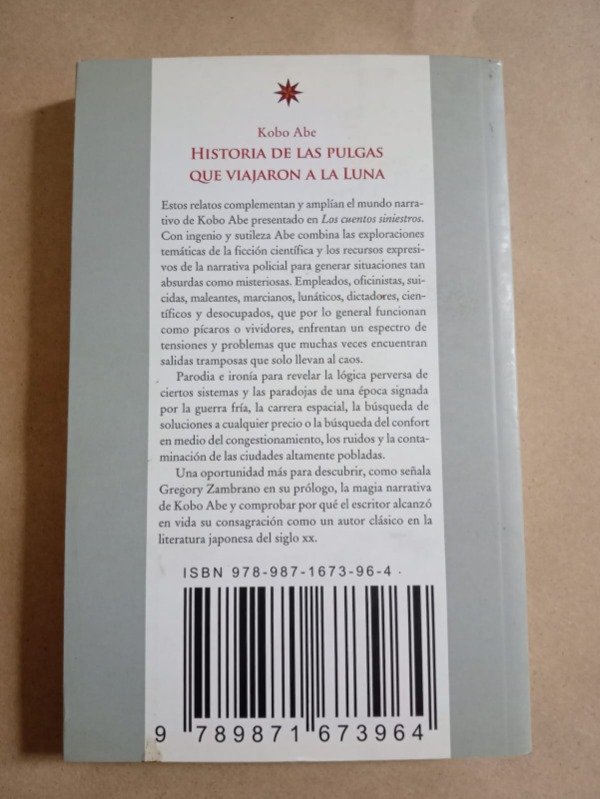 Kobo Abe
HISTORIA DE LAS PULGAS
QUE VIAJARON A LA LUNA
Estos relatos complementan y amplían el mundo narra-
tivo de Kobo Abe presentado en Los cuentos siniestros.
Con ingenio y sutileza Abe combina las exploraciones
temáticas de la ficción científica y los recursos expresi-
vos de la narrativa policial para generar situaciones tan
absurdas como misteriosas. Empleados, oficinistas, sui-
cidas, maleantes, marcianos, lunáticos, dictadores, cien-
tíficos y desocupados, que por lo general funcionan
como pícaros o vividores, enfrentan un espectro de
tensiones y problemas que muchas veces encuentran
salidas tramposas que solo llevan al caos.
Parodia e ironía para revelar la lógica perversa de
ciertos sistemas y las paradojas de una época signada
por la guerra fría, la carrera espacial, la búsqueda de
soluciones a cualquier precio o la búsqueda del confort
en medio del congestionamiento, los ruidos y la conta-
minación de las ciudades altamente pobladas.
Una oportunidad más para descubrir, como señala
Gregory Zambrano en su prólogo, la magia narrativa
de Kobo Abe y comprobar por qué el escritor alcanzó
en vida su consagración como un autor clásico en la
literatura japonesa del siglo XX.
ISBN 978-987-1673-96-4
9 789871 673964